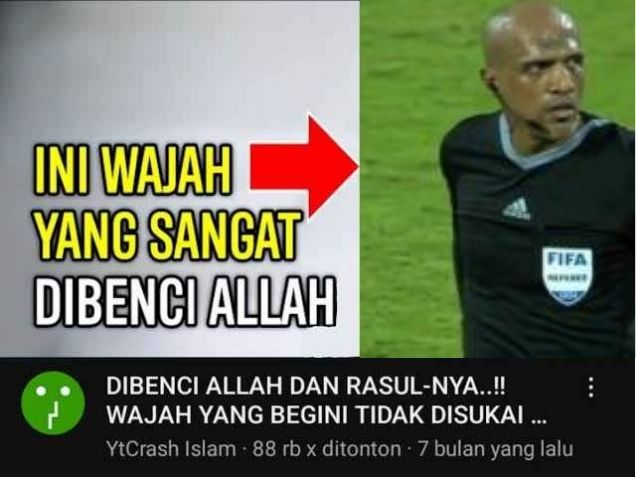 INI WAJAH
YANG SANGAT
DIBENCI ALLAH
FIFA
REFEREE
DIBENCI ALLAH DAN RASUL-NYA..!!
WAJAH YANG BEGINI TIDAK DISUKAI ...
YtCrash Islam · 88 rb x ditonton · 7 bulan yang lalu